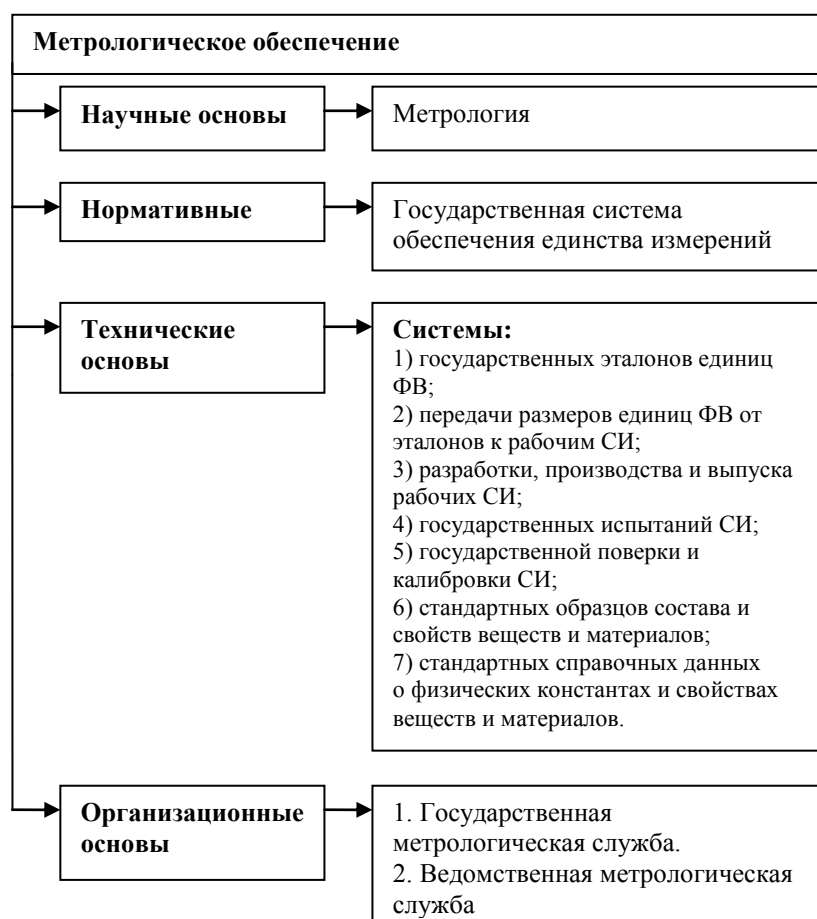 Метрологическое обеспечение
Научные основы
Метрология
Нормативные
Государственная система
обеспечения единства измерений
Технические
основы
Системы:
1) государственных эталонов единиц
ФВ;
2) передачи размеров единиц ФВ от
эталонов к рабочим СИ;
3) разработки, производства и выпуска
рабочих СИ;
4) государственных испытаний СИ;
5) государственной поверки и
калибровки СИ;
6) стандартных образцов состава и
свойств веществ и материалов;
7) стандартных справочных данных
о физических константах и свойствах
веществ и материалов.
Организационные
основы
1. Государственная
метрологическая служба.
2. Ведомственная метрологическая
служба